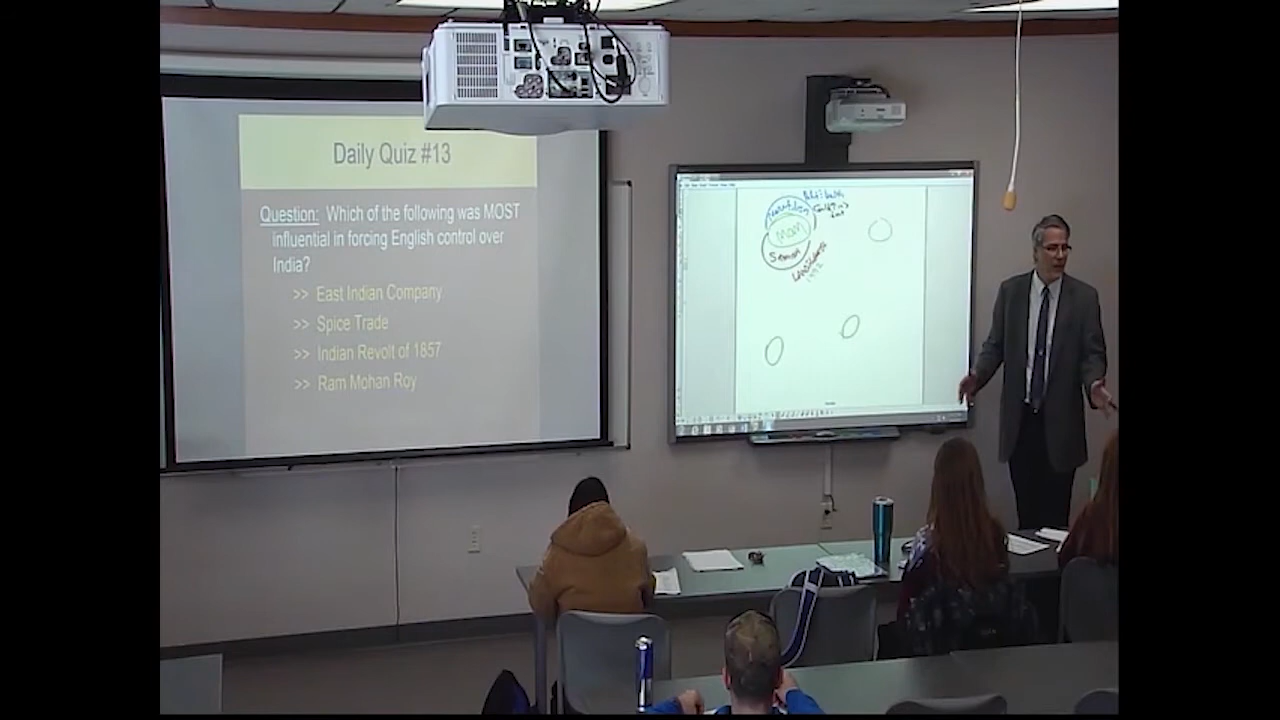 Daily Quiz #13
Question: Which of the following was MOST
influential in forcing English control over
India?
>> East Indian Company
>> Spice Trade
>> Indian Revolt of 1857
>> Ram Mohan Roy
MOM